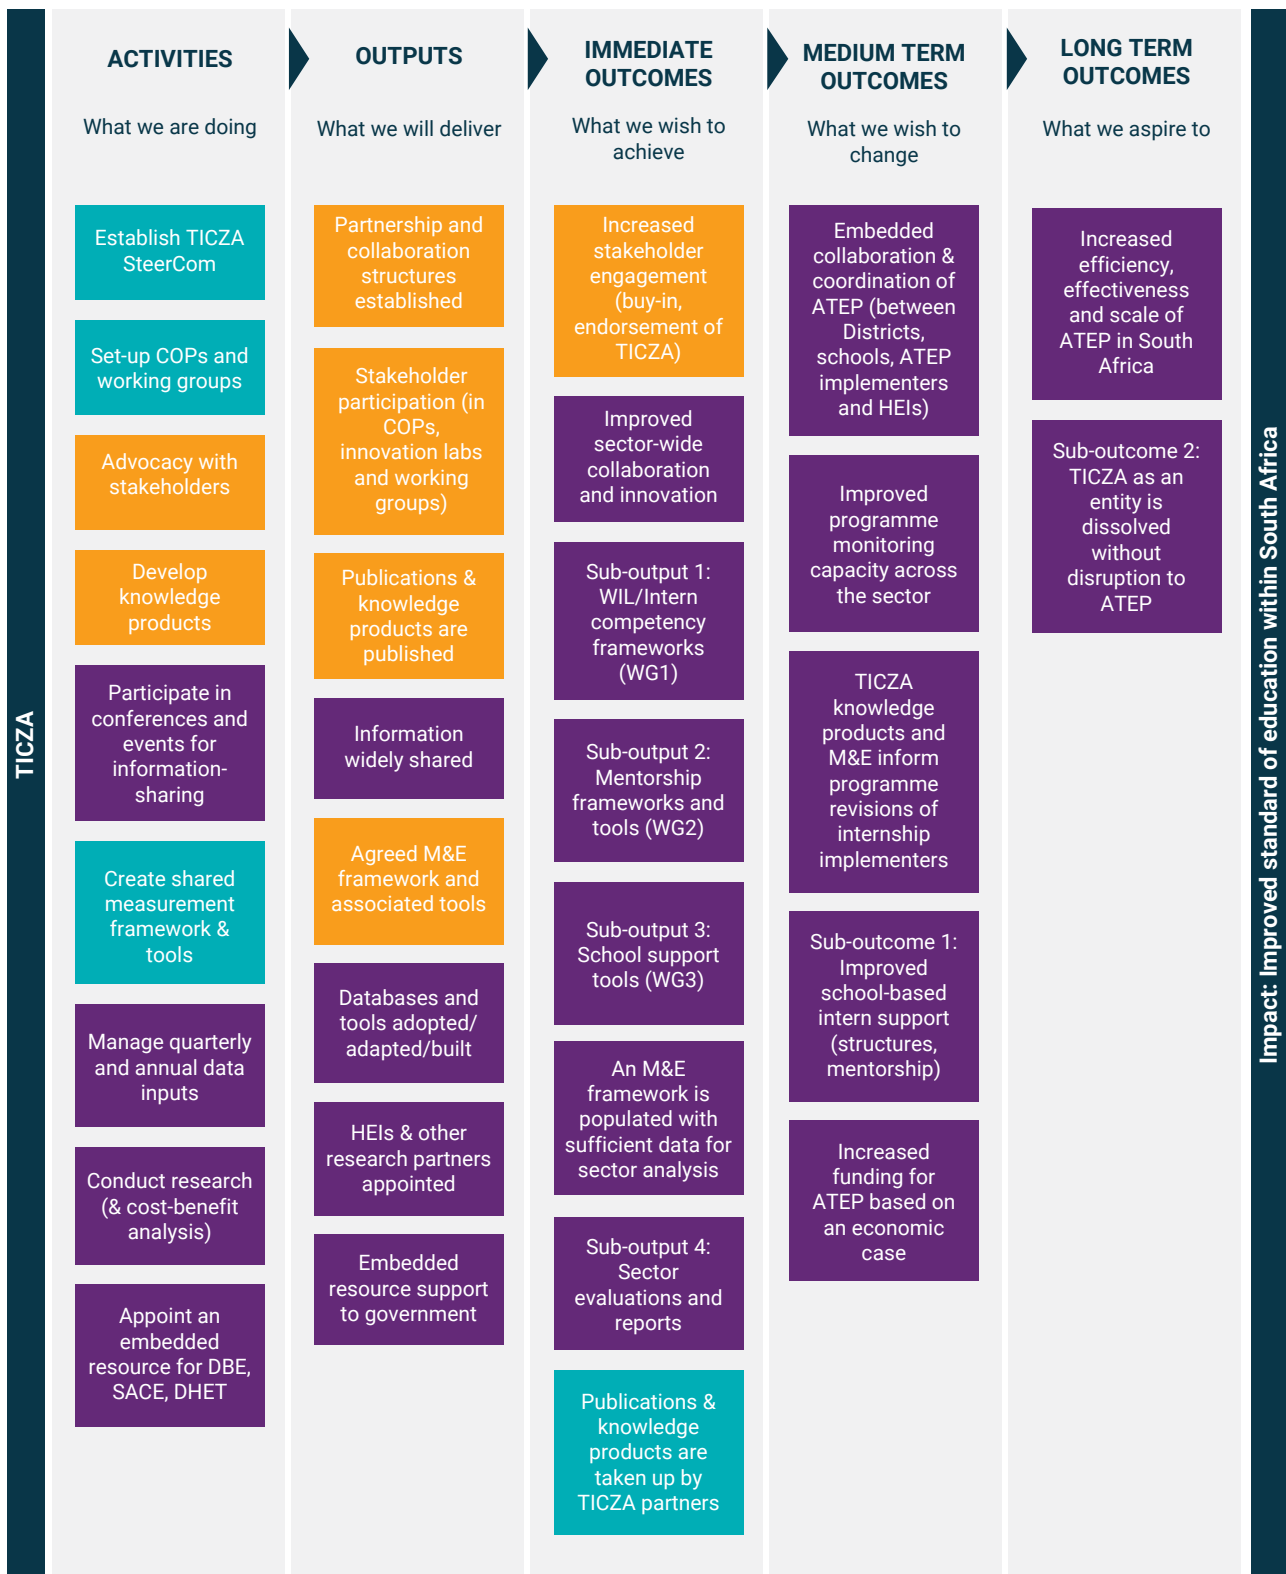 TICZA
ACTIVITIES
What we are doing
Establish TICZA
SteerCom
Set-up COPs and
working groups
Advocacy with
stakeholders
Develop
knowledge
products
Participate in
conferences and
events for
information-
sharing
Create shared
measurement
framework &
tools
Manage quarterly
and annual data
inputs
Conduct research
(& cost-benefit
analysis)
Appoint an
embedded
resource for DBE,
SACE, DHET
OUTPUTS
What we will deliver
Partnership and
collaboration
structures
established
Stakeholder
participation (in
COPs,
innovation labs
and working
groups)
Publications &
knowledge
products are
published
Information
widely shared
Agreed M&E
framework and
associated tools
Databases and
tools adopted/
adapted/built
HEIs & other
research partners
appointed
Embedded
resource support
to government
IMMEDIATE
OUTCOMES
What we wish to
achieve
Increased
stakeholder
engagement
(buy-in,
endorsement of
TICZA)
Improved
sector-wide
collaboration
and innovation
Sub-output 1:
WIL/Intern
competency
frameworks
(WG1)
Sub-output 2:
Mentorship
frameworks and
tools (WG2)
Sub-output 3:
School support
tools (WG3)
An M&E
framework is
populated with
sufficient data for
sector analysis
Sub-output 4:
Sector
evaluations and
reports
Publications &
knowledge
products are
taken up by
TICZA partners
MEDIUM TERM
OUTCOMES
What we wish to
change
Embedded
collaboration &
coordination of
ATEP (between
Districts,
schools, ATEP
implementers
and HEIs)
Improved
programme
monitoring
capacity across
the sector
TICZA
knowledge
products and
M&E inform
programme
revisions of
internship
implementers
Sub-outcome 1:
Improved
school-based
intern support
(structures,
mentorship)
Increased
funding for
ATEP based on
an economic
case
LONG TERM
OUTCOMES
What we aspire to
Increased
efficiency,
effectiveness
and scale of
ATEP in South
Africa
Sub-outcome 2:
TICZA as an
entity is
dissolved
without
disruption to
ATEP
Impact: Improved standard of education within South Africa